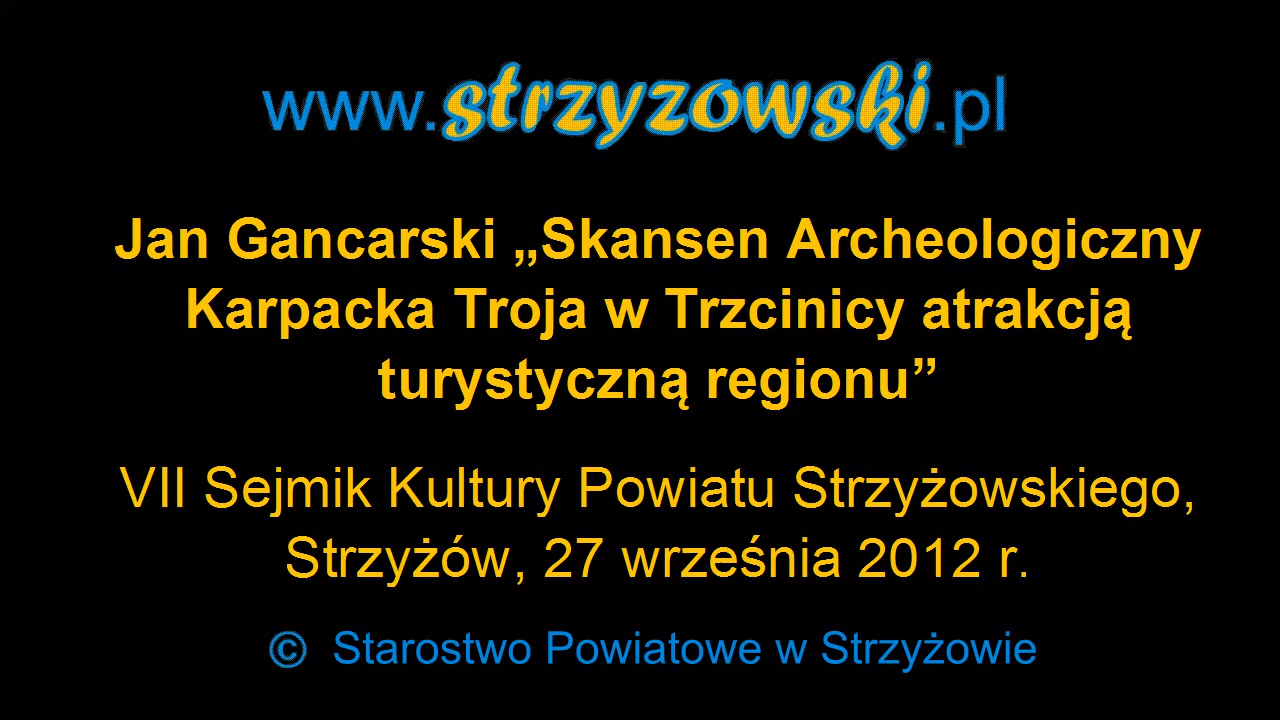 www.strzyzowski.pl
Jan Gancarski „Skansen Archeologiczny
Karpacka Troja w Trzcinicy atrakcją
turystyczną regionu”
VII Sejmik Kultury Powiatu Strzyżowskiego,
Strzyżów, 27 września 2012 r.
© Starostwo Powiatowe w Strzyżowie